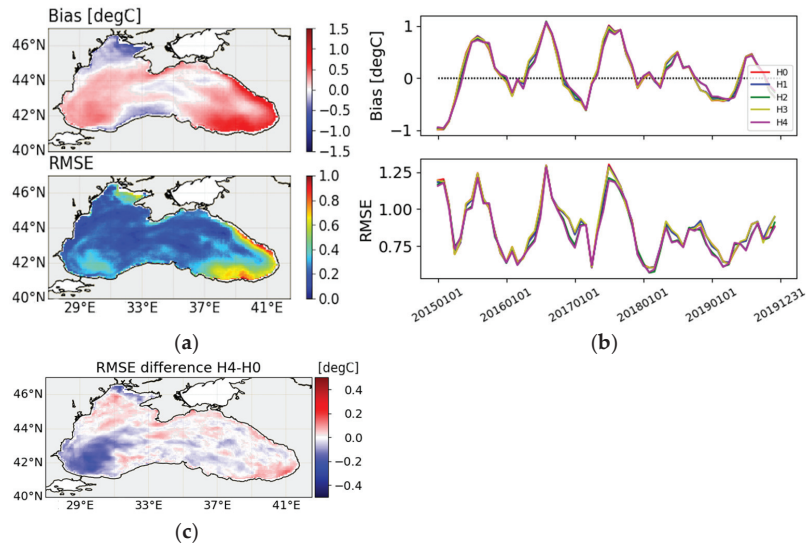 Bias [degC]
46°N
44°N
42°N
40°N
1.5
1.0
0.5
0.0
−0.5
−1.0
−1.5
RMSE
46°N
44°N
42°N
40°N
29°E 33°E 37°E 41°E
1.0
0.8
0.6
0.4
0.2
0.0
(a)
Bias [degC]
1
0
−1
H0
H1
H2
H3
H4
RMSE
1.25
1.00
0.75
20150101 20160101 20170101 20180101 20190101 20191231
(b)
RMSE difference H4-H0
[degC]
46°N
44°N
42°N
40°N
29°E 33°E 37°E 41°E
0.4
0.2
0.0
−0.2
−0.4
(c)